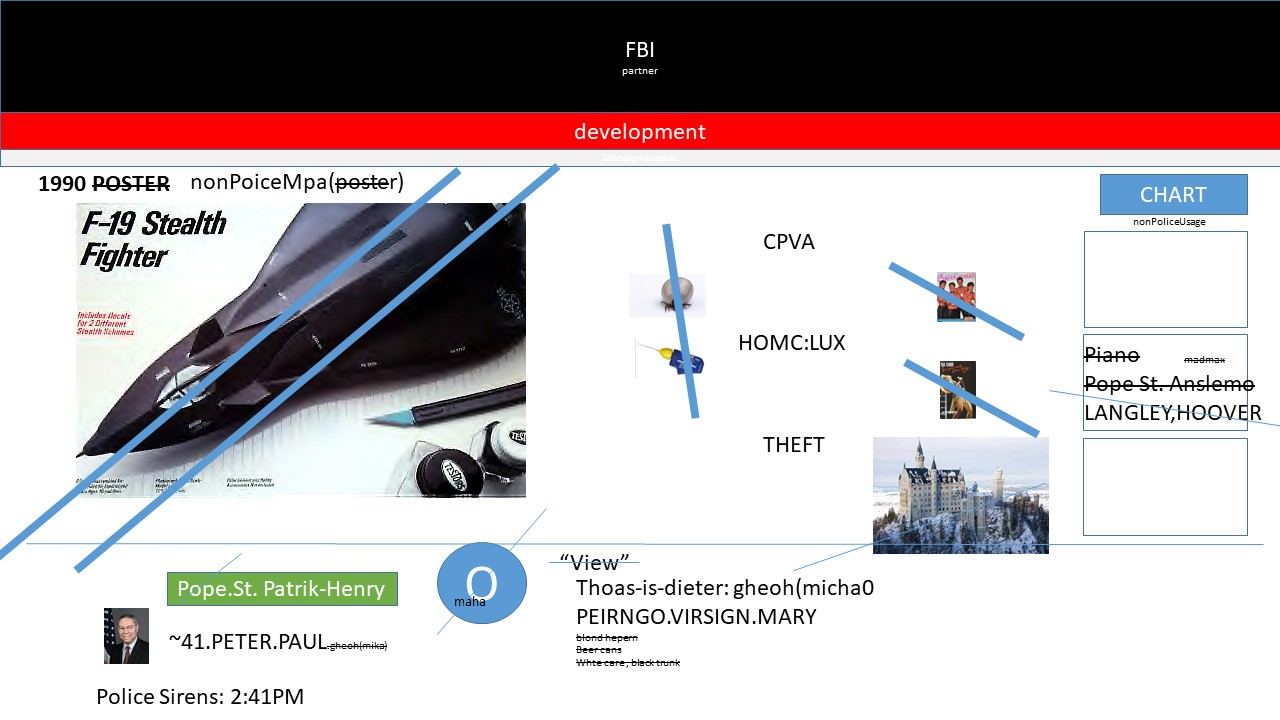 FBI
partner
development
1990 POSTER
nonPoiceMpa(poster)
CHART
nonPoliceUsage
F-19 Stealth
Fighter
Includes Decals
for 2 Different
Stealth Schemes
TESTORS
CPVA
HOMC:LUX
THEFT
Piano
madmax
Pope St. Anslemo
LANGLEY,HOOVER
"View"
Pope.St. Patrik-Henry
O
maha
Thoas-is-dieter: gheoh(micha0
PEIRNGO.VIRSIGN.MARY
~41.PETER.PAUL.gheoh(mika)
blond hepern
Beer cans
Whte care, black trunk
Police Sirens: 2:41PM